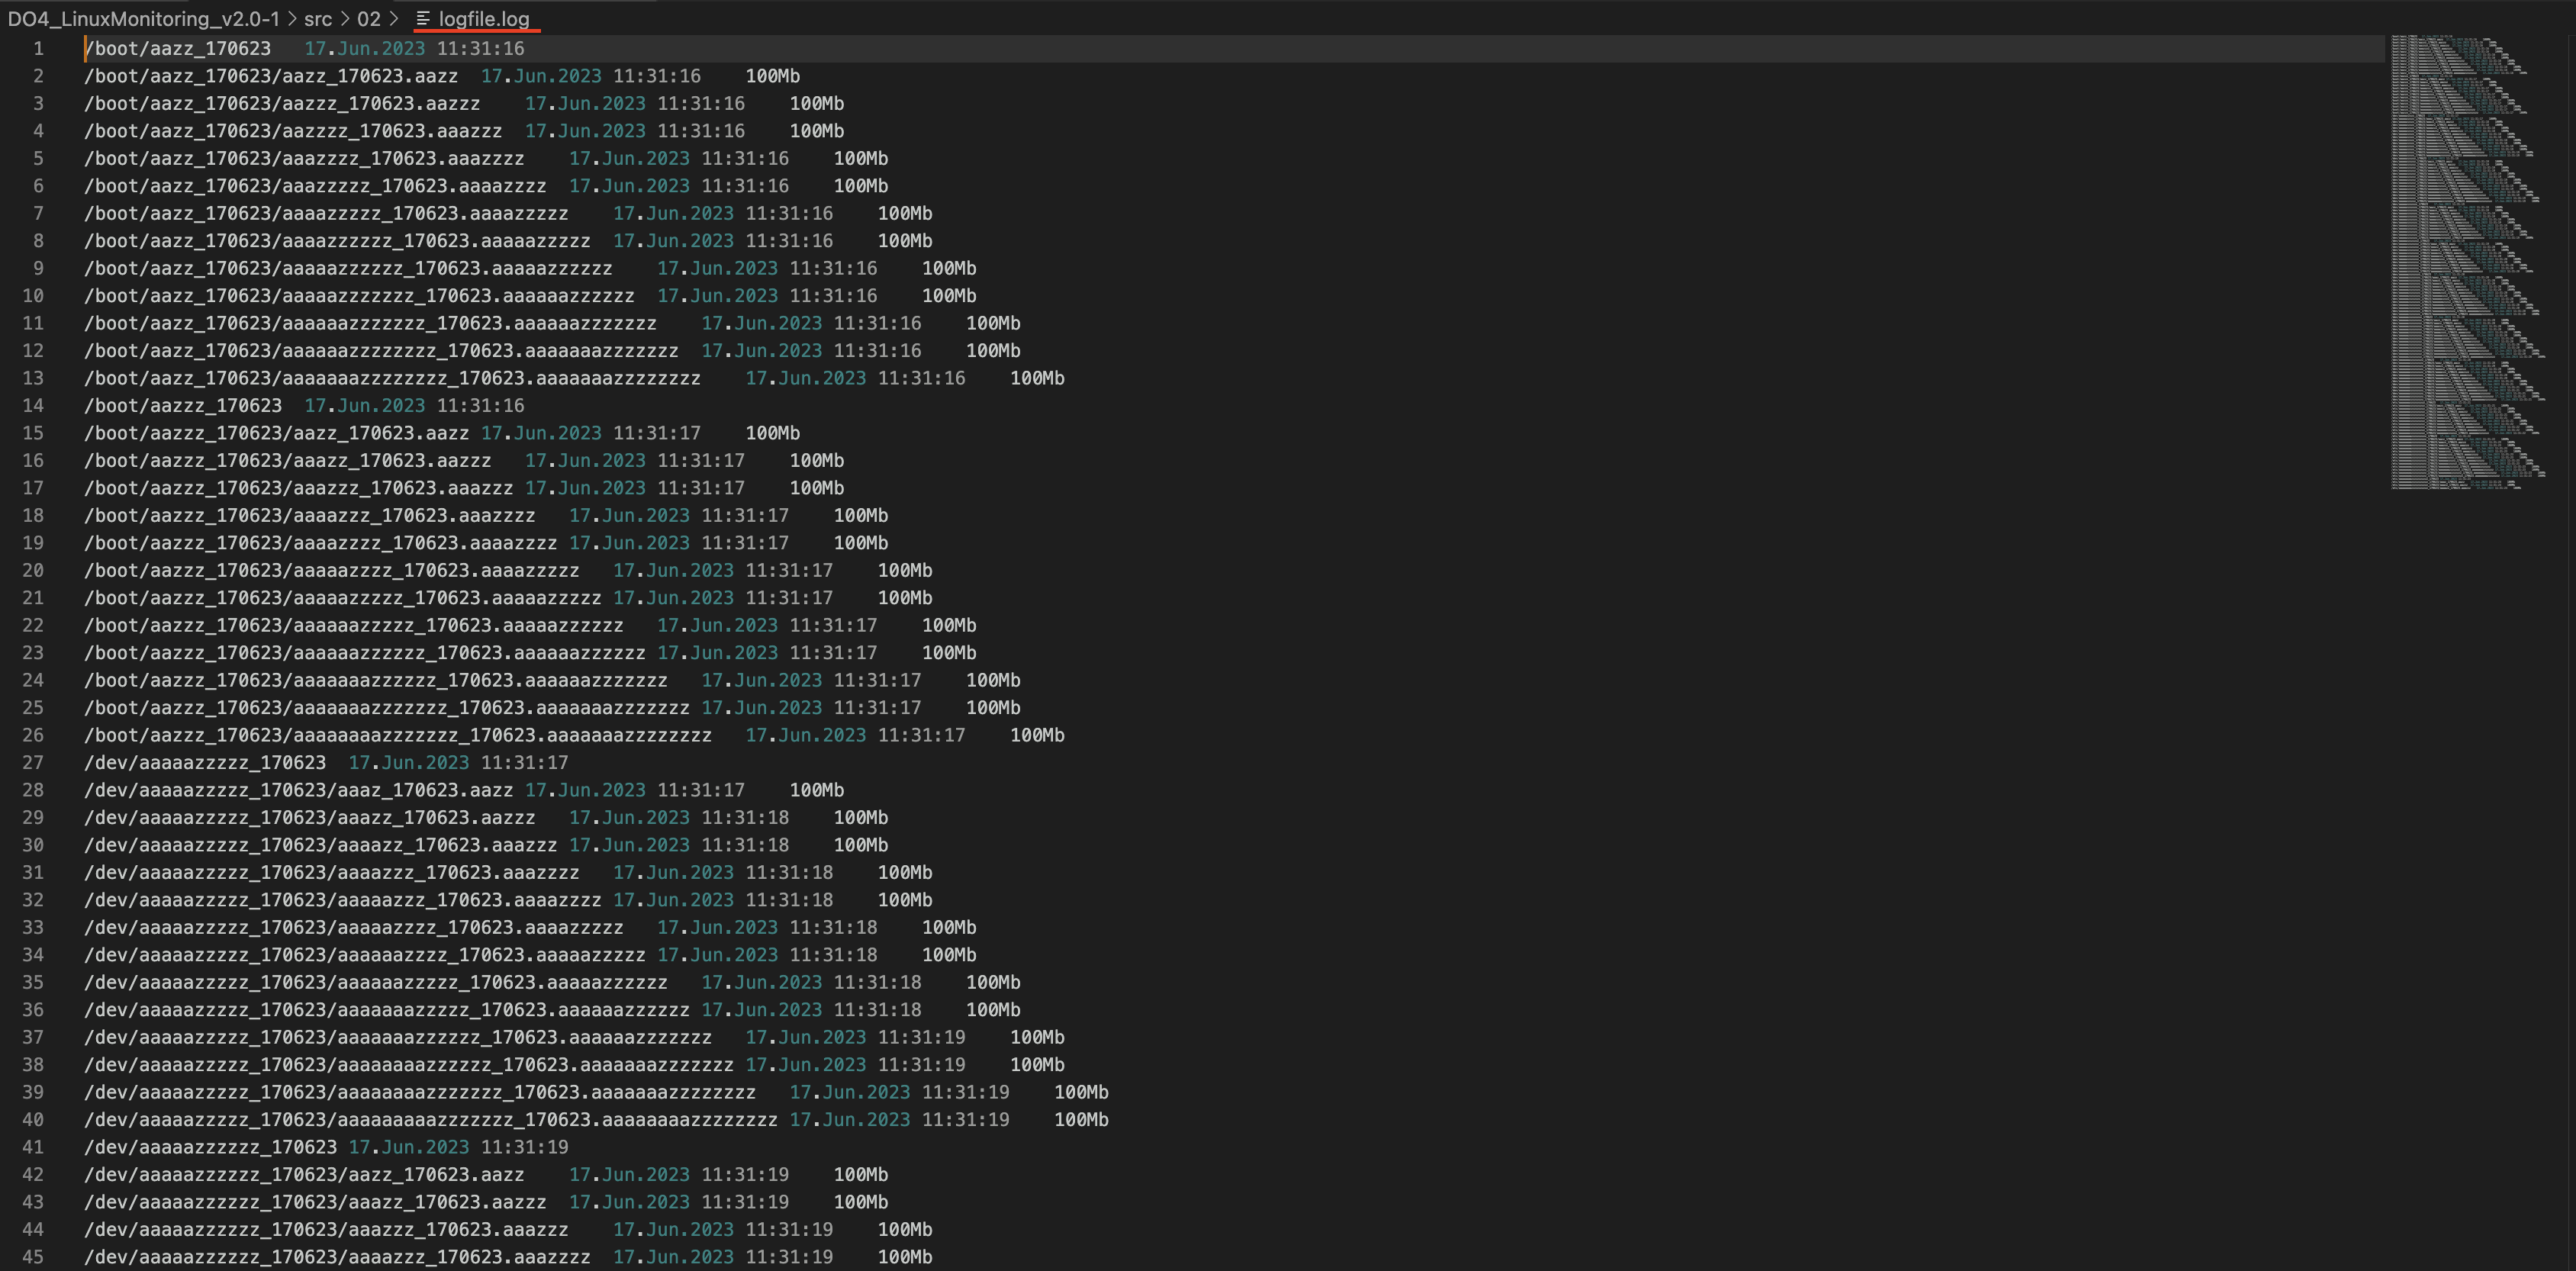 DO4_LinuxMonitoring_v2.0-1 > src > 02 > logfile.log
1 /boot/aazz_170623 17.Jun.2023 11:31:16
2 /boot/aazz_170623/aazz_170623.aazz 17.Jun.2023 11:31:16 100Mb
3 /boot/aazz_170623/aazzz_170623.aazzz 17.Jun.2023 11:31:16 100Mb
4 /boot/aazz_170623/aazzzz_170623.aaazzz 17.Jun.2023 11:31:16 100Mb
5 /boot/aazz_170623/aaazzzz_170623.aaazzzz 17.Jun.2023 11:31:16 100Mb
6 /boot/aazz_170623/aaazzzzz_170623.aaaazzzz 17.Jun.2023 11:31:16 100Mb
7 /boot/aazz_170623/aaaazzzzz_170623.aaaazzzzz 17.Jun.2023 11:31:16 100Mb
8 /boot/aazz_170623/aaaazzzzzz_170623.aaaaazzzzz 17.Jun.2023 11:31:16 100Mb
9 /boot/aazz_170623/aaaaazzzzzz_170623.aaaaazzzzzz 17.Jun.2023 11:31:16 100Mb
10 /boot/aazz_170623/aaaaazzzzzzz_170623.aaaaaazzzzzz 17.Jun.2023 11:31:16 100Mb
11 /boot/aazz_170623/aaaaaazzzzzzz_170623.aaaaaazzzzzzz 17.Jun.2023 11:31:16 100Mb
12 /boot/aazz_170623/aaaaaazzzzzzzz_170623.aaaaaaazzzzzzz 17.Jun.2023 11:31:16 100Mb
13 /boot/aazz_170623/aaaaaaazzzzzzzz_170623.aaaaaaazzzzzzzz 17.Jun.2023 11:31:16 100Mb
14 /boot/aazzz_170623 17.Jun.2023 11:31:16
15 /boot/aazzz_170623/aazz_170623.aazz 17.Jun.2023 11:31:17 100Mb
16 /boot/aazzz_170623/aaazz_170623.aazzz 17.Jun.2023 11:31:17 100Mb
17 /boot/aazzz_170623/aaazzz_170623.aaazzz 17.Jun.2023 11:31:17 100Mb
18 /boot/aazzz_170623/aaaazzz_170623.aaazzzz 17.Jun.2023 11:31:17 100Mb
19 /boot/aazzz_170623/aaaazzzz_170623.aaaazzzz 17.Jun.2023 11:31:17 100Mb
20 /boot/aazzz_170623/aaaaazzzz_170623.aaaazzzzz 17.Jun.2023 11:31:17 100Mb
21 /boot/aazzz_170623/aaaaazzzzz_170623.aaaaazzzzz 17.Jun.2023 11:31:17 100Mb
22 /boot/aazzz_170623/aaaaaazzzzz_170623.aaaaazzzzzz 17.Jun.2023 11:31:17 100Mb
23 /boot/aazzz_170623/aaaaaazzzzzz_170623.aaaaaazzzzzz 17.Jun.2023 11:31:17 100Mb
24 /boot/aazzz_170623/aaaaaaazzzzzz_170623.aaaaaazzzzzzz 17.Jun.2023 11:31:17 100Mb
25 /boot/aazzz_170623/aaaaaaazzzzzzz_170623.aaaaaaazzzzzzz 17.Jun.2023 11:31:17 100Mb
26 /boot/aazzz_170623/aaaaaaaazzzzzzz_170623.aaaaaaazzzzzzzz 17.Jun.2023 11:31:17 100Mb
27 /dev/aaaaazzzzz_170623 17.Jun.2023 11:31:17
28 /dev/aaaaazzzzz_170623/aaaz_170623.aazz 17.Jun.2023 11:31:17 100Mb
29 /dev/aaaaazzzzz_170623/aaazz_170623.aazzz 17.Jun.2023 11:31:18 100Mb
30 /dev/aaaaazzzzz_170623/aaaazz_170623.aaazzz 17.Jun.2023 11:31:18 100Mb
31 /dev/aaaaazzzzz_170623/aaaazzz_170623.aaazzzz 17.Jun.2023 11:31:18 100Mb
32 /dev/aaaaazzzzz_170623/aaaaazzz_170623.aaaazzzz 17.Jun.2023 11:31:18 100Mb
33 /dev/aaaaazzzzz_170623/aaaaazzzz_170623.aaaazzzzz 17.Jun.2023 11:31:18 100Mb
34 /dev/aaaaazzzzz_170623/aaaaaazzzz_170623.aaaaazzzzz 17.Jun.2023 11:31:18 100Mb
35 /dev/aaaaazzzzz_170623/aaaaaazzzzz_170623.aaaaazzzzzz 17.Jun.2023 11:31:18 100Mb
36 /dev/aaaaazzzzz_170623/aaaaaaazzzzz_170623.aaaaaazzzzzz 17.Jun.2023 11:31:18 100Mb
37 /dev/aaaaazzzzz_170623/aaaaaaazzzzzz_170623.aaaaaazzzzzzz 17.Jun.2023 11:31:19 100Mb
38 /dev/aaaaazzzzz_170623/aaaaaaaazzzzzz_170623.aaaaaaazzzzzzz 17.Jun.2023 11:31:19 100Mb
39 /dev/aaaaazzzzz_170623/aaaaaaaazzzzzzz_170623.aaaaaaazzzzzzzz 17.Jun.2023 11:31:19 100Mb
40 /dev/aaaaazzzzz_170623/aaaaaaaaazzzzzzz_170623.aaaaaaaazzzzzzzz 17.Jun.2023 11:31:19 100Mb
41 /dev/aaaaazzzzzz_170623 17.Jun.2023 11:31:19
42 /dev/aaaaazzzzzz_170623/aazz_170623.aazz 17.Jun.2023 11:31:19 100Mb
43 /dev/aaaaazzzzzz_170623/aaazz_170623.aazzz 17.Jun.2023 11:31:19 100Mb
44 /dev/aaaaazzzzzz_170623/aaazzz_170623.aaazzz 17.Jun.2023 11:31:19 100Mb
45 /dev/aaaaazzzzzz_170623/aaaazzz_170623.aaazzzz 17.Jun.2023 11:31:19 100Mb